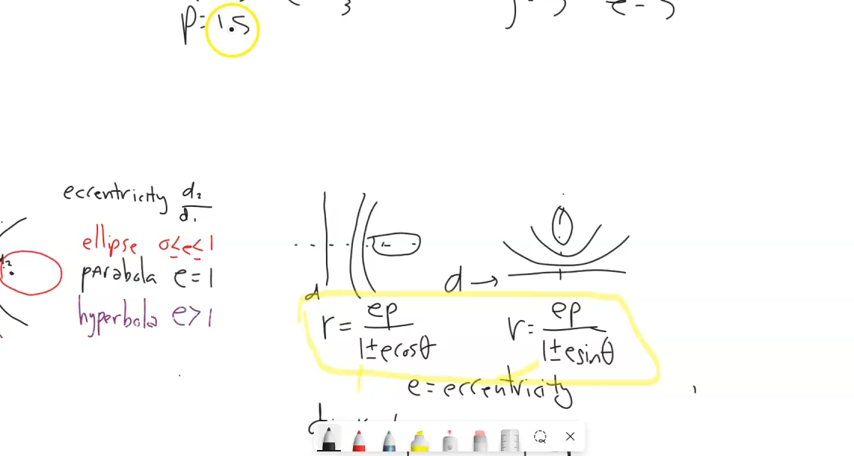 p=1.5
e=
eccentricity d₂/d₁
ellipse 0≤e≤1
parabola e=1
hyperbola e>1
d →
d
r = ep/(1±ecosθ)
r = ep/(1±esinθ)
e=eccentricity